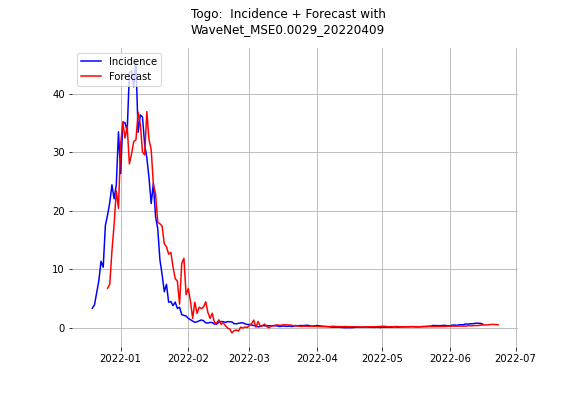 Togo:  Incidence + Forecast with
WaveNet_MSE0.0029_20220409
Incidence
Forecast
40
30
20
10
0
2022-01 2022-02 2022-03 2022-04 2022-05 2022-06 2022-07